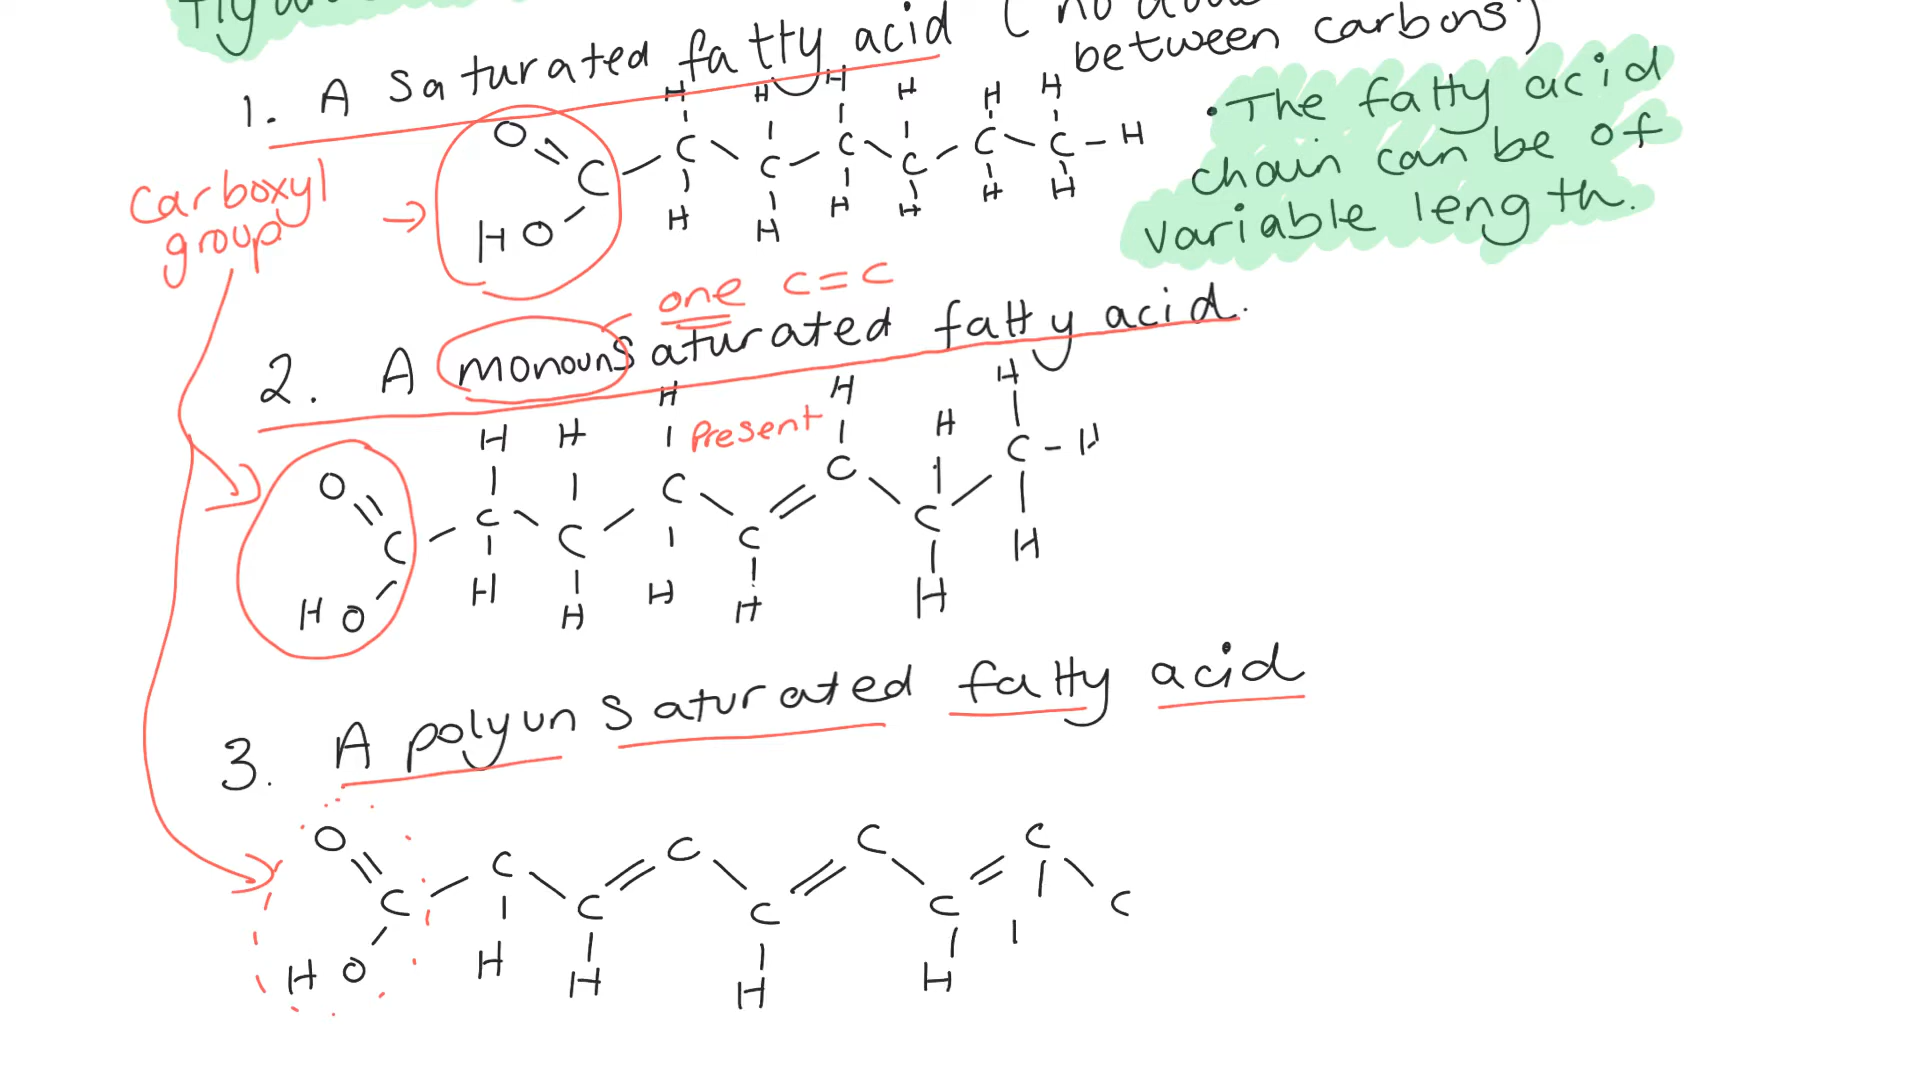 1. A saturated fatty acid ( no
between carbons)
• The fatty acid
chain can be of
variable length.
Carboxyl
group
O
C
H O
H H H H H H
C C C C C C - H
H H H H H H
one C=C
2. A monounsaturated fatty acid.
Present
H H H H H H
O
C C C C C C C C - H
H O
H H H H H H
3. A polyunsaturated fatty acid
O
C C C C C C C C C
H O
H H H H